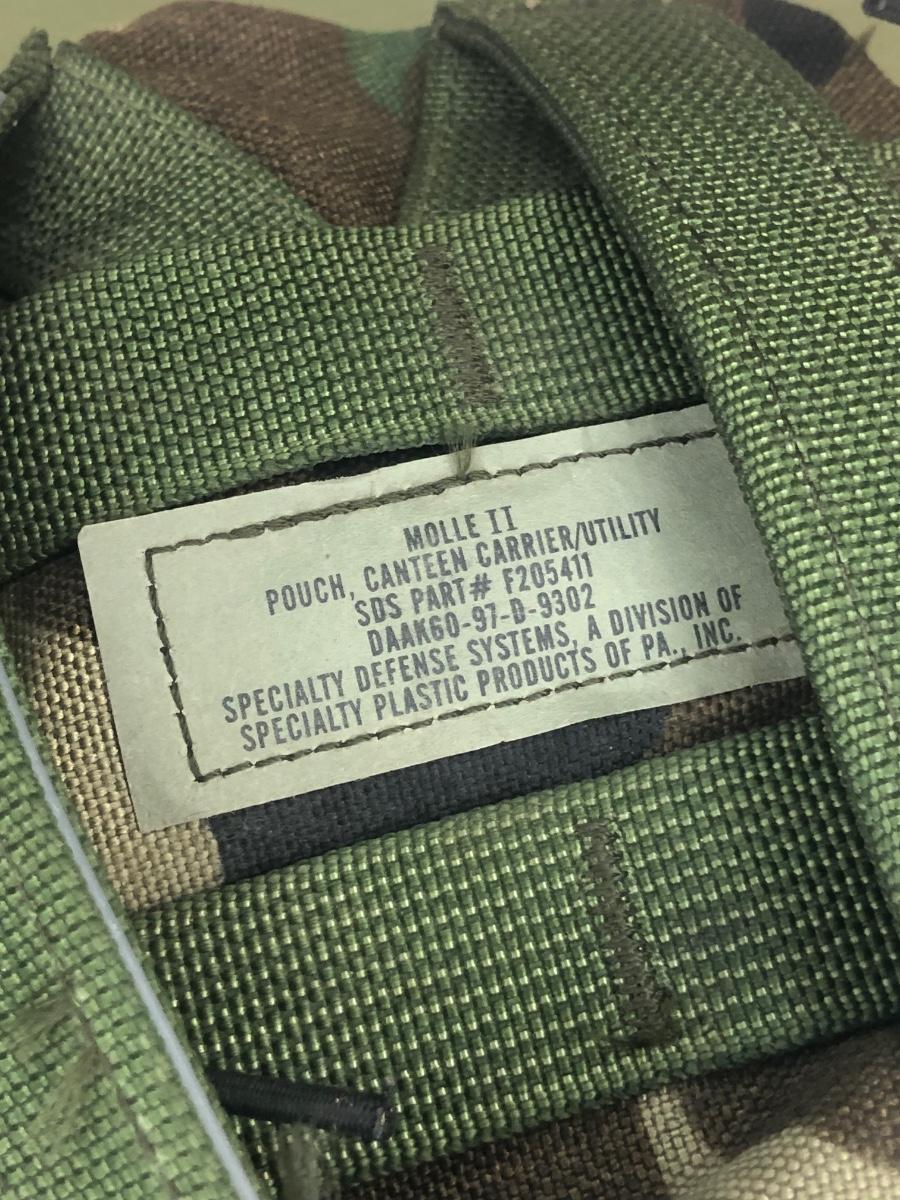 MOLLE II
POUCH, CANTEEN CARRIER/UTILITY
SDS PART# F205411
DAAK60-97-D-9302
SPECIALTY DEFENSE SYSTEMS, A DIVISION OF
SPECIALTY PLASTIC PRODUCTS OF PA., INC.